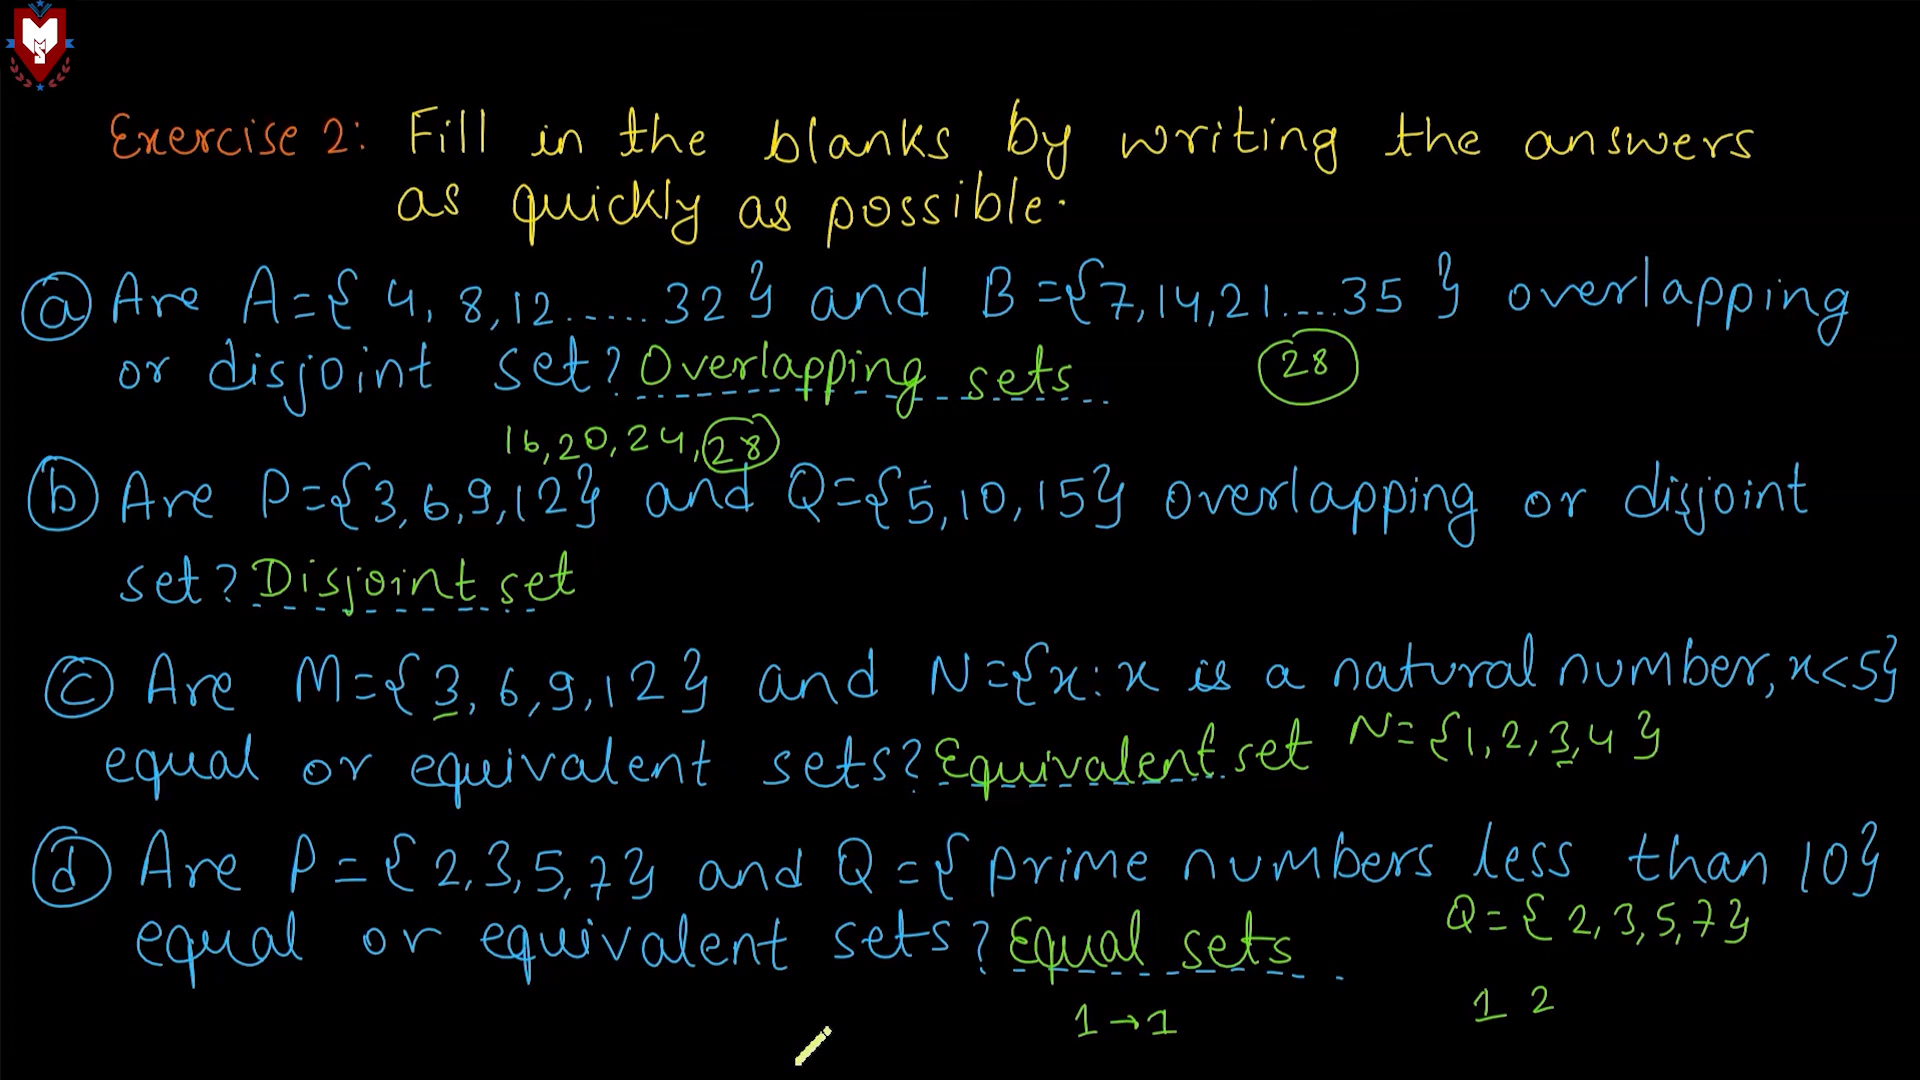 MS
Exercise 2: Fill in the blanks by writing the answers
as quickly as possible.
(a) Are A={4, 8, 12......32} and B={7, 14, 21....35} overlapping
or disjoint set? Overlapping sets
28
16, 20, 24, 28
(b) Are P={3, 6, 9, 12} and Q={5, 10, 15} overlapping or disjoint
set? Disjoint set
(c) Are M={3, 6, 9, 12} and N={x: x is a natural number, x<5}
equal or equivalent sets? Equivalent set N={1, 2, 3, 4}
(d) Are P={2, 3, 5, 7} and Q={prime numbers less than 10}
Q={2, 3, 5, 7}
equal or equivalent sets? Equal sets
1 2
1→1